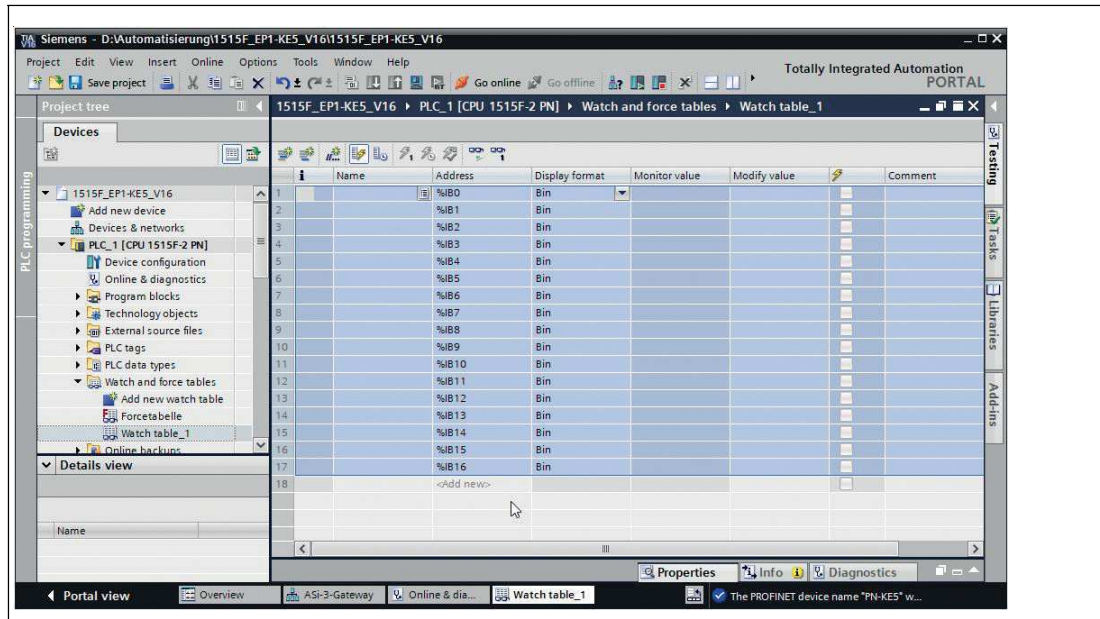 Siemens - D:\Automatisierung\1515F_EP1-KE5_V16\1515F_EP1-KE5_V16
Project Edit View Insert Online Options Tools Window Help
Totally Integrated Automation
PORTAL
Save project Go online Go offline
Project tree
1515F_EP1-KE5_V16 PLC_1 [CPU 1515F-2 PN] Watch and force tables Watch table_1
Devices
i Name Address Display format Monitor value Modify value Comment
1515F_EP1-KE5_V16
Add new device
Devices & networks
PLC_1 [CPU 1515F-2 PN]
Device configuration
Online & diagnostics
Program blocks
Technology objects
External source files
PLC tags
PLC data types
Watch and force tables
Add new watch table
Forcetabelle
Watch table_1
Online backups
Details view
Name
1 %IB0 Bin
2 %IB1 Bin
3 %IB2 Bin
4 %IB3 Bin
5 %IB4 Bin
6 %IB5 Bin
7 %IB6 Bin
8 %IB7 Bin
9 %IB8 Bin
10 %IB9 Bin
11 %IB10 Bin
12 %IB11 Bin
13 %IB12 Bin
14 %IB13 Bin
15 %IB14 Bin
16 %IB15 Bin
17 %IB16 Bin
18 <Add new>
PLC programming
Testing
Tasks
Libraries
Add-ins
Properties Info Diagnostics
Portal view Overview ASi-3-Gateway Online & dia... Watch table_1 The PROFINET device name "PN-KE5" w...